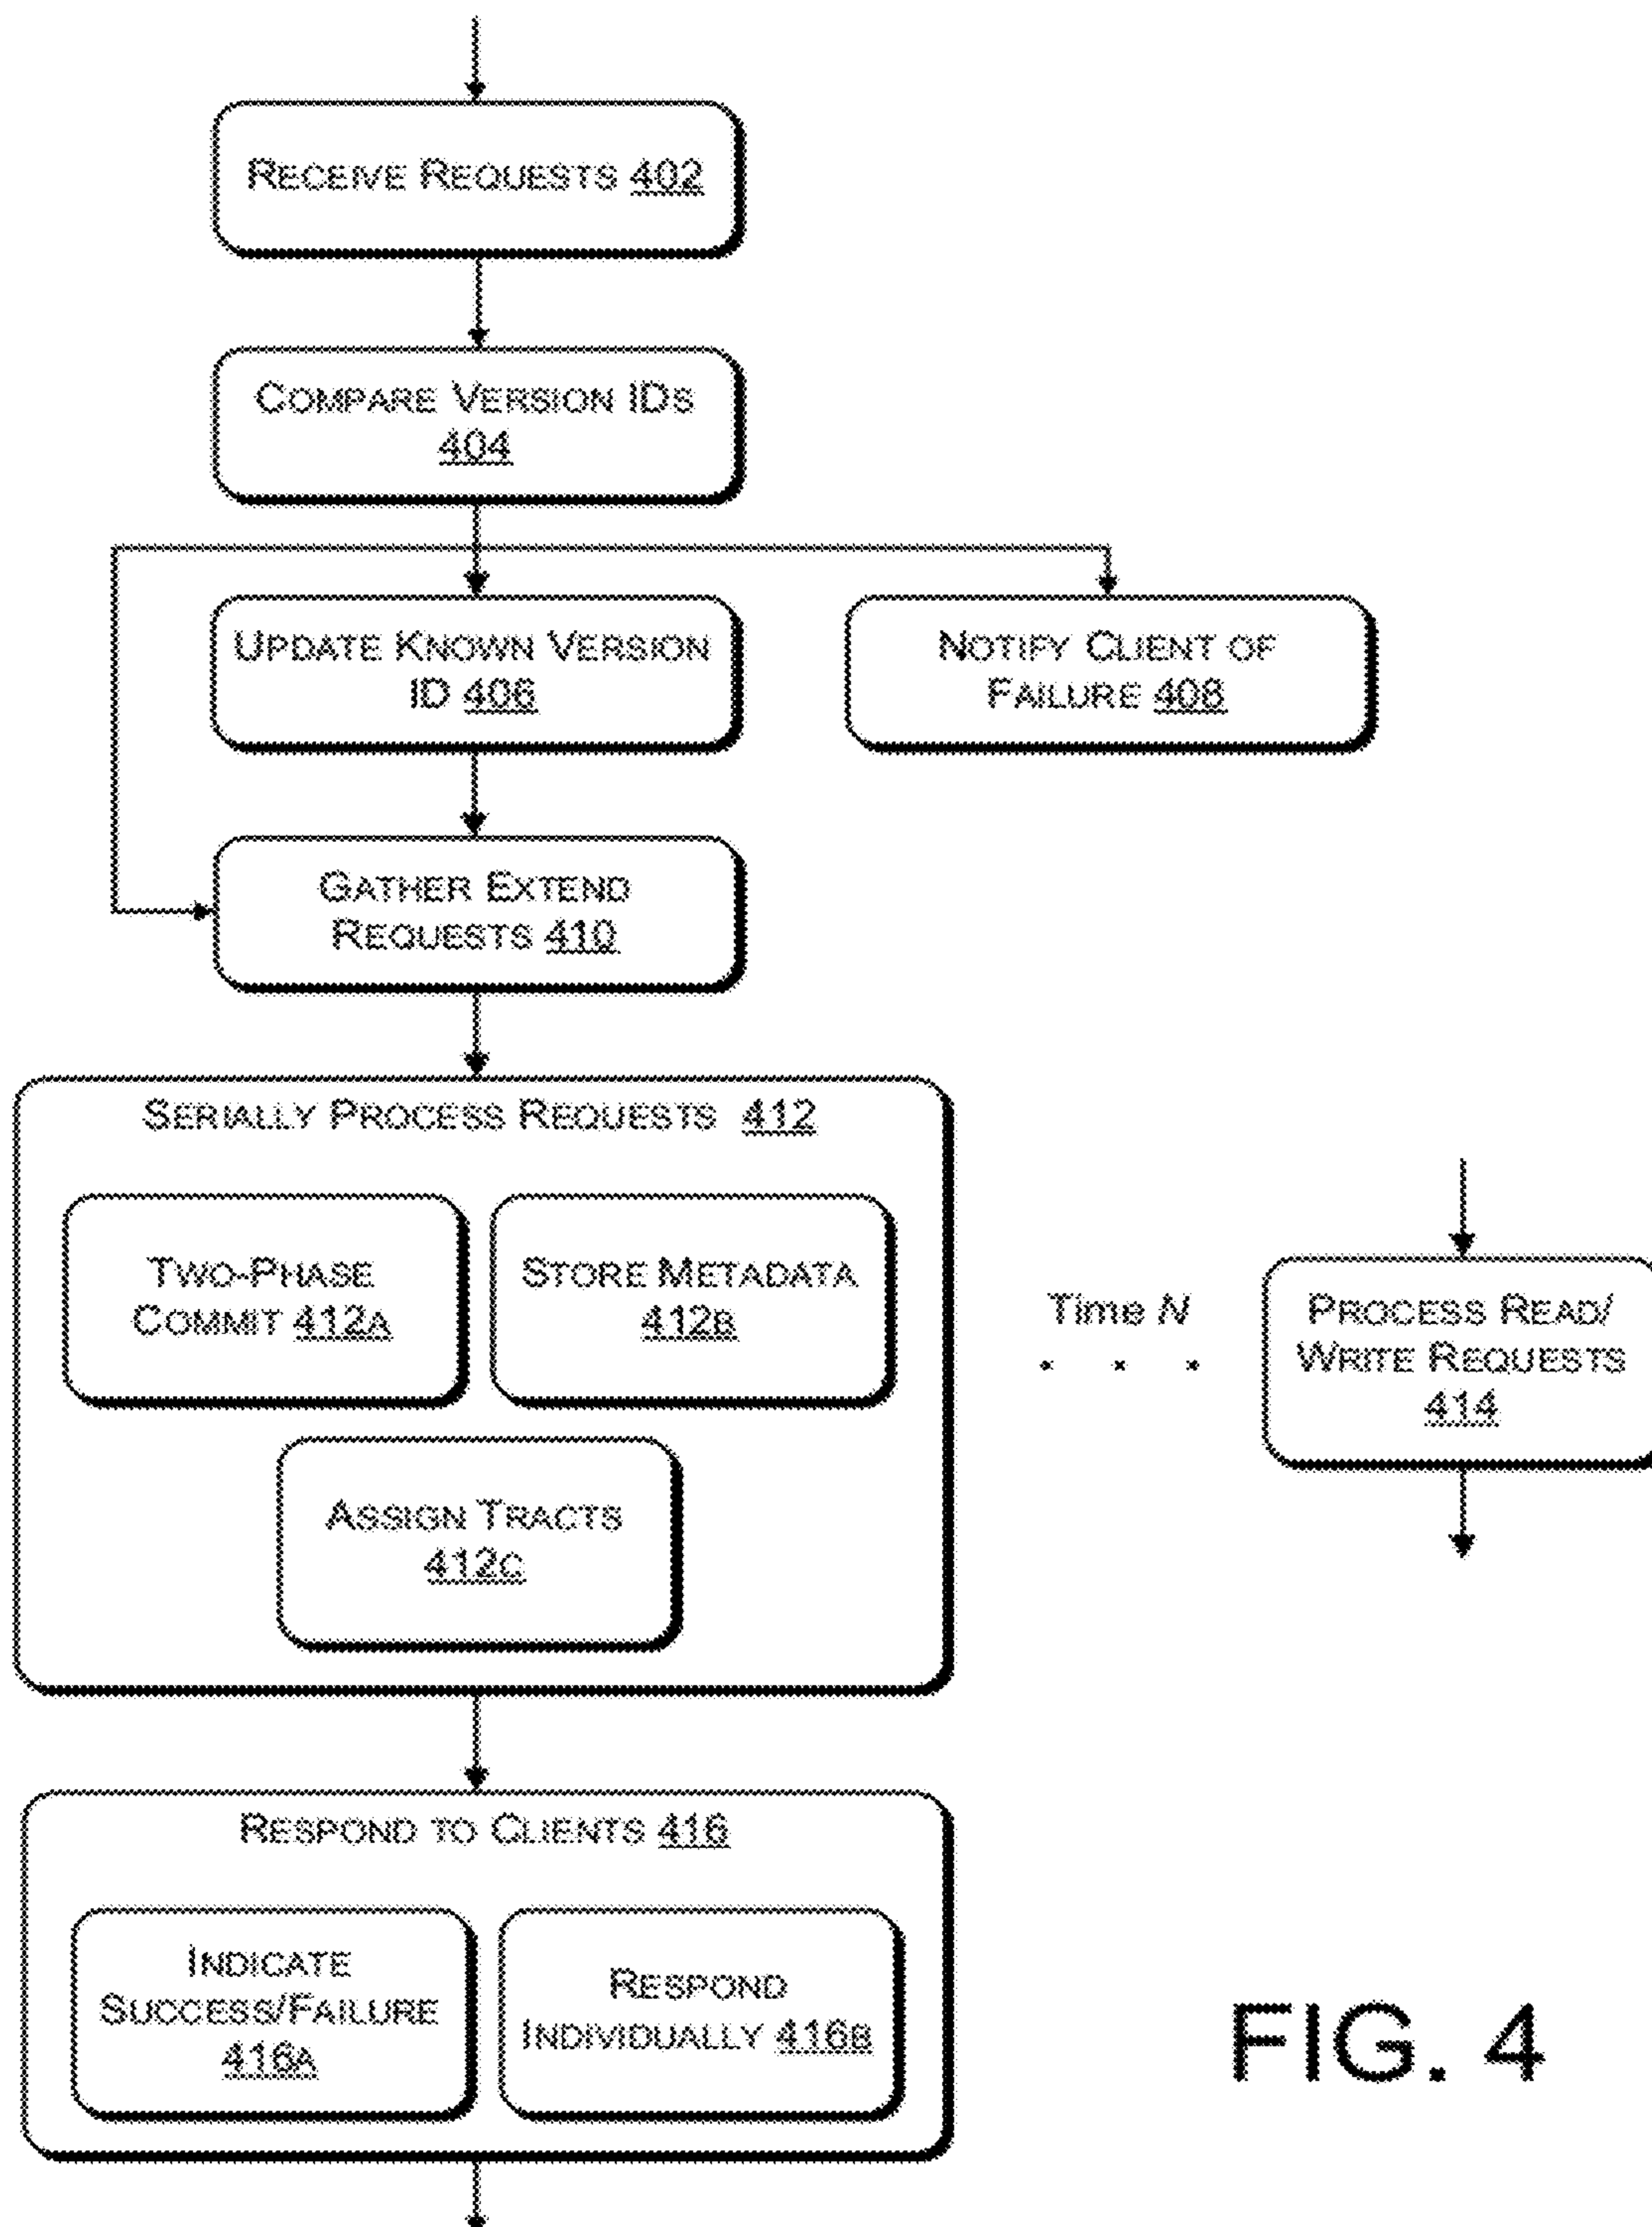 RECEIVE REQUESTS 402
COMPARE VERSION IDS
404
UPDATE KNOWN VERSION
ID 406
NOTIFY CLIENT OF
FAILURE 408
GATHER EXTEND
REQUESTS 410
SERIALLY PROCESS REQUESTS 412
TWO-PHASE
COMMIT 412A
STORE METADATA
412B
ASSIGN TRACTS
412C
Time N
. . .
PROCESS READ/
WRITE REQUESTS
414
RESPOND TO CLIENTS 416
INDICATE
SUCCESS/FAILURE
416A
RESPOND
INDIVIDUALLY 416B
FIG. 4